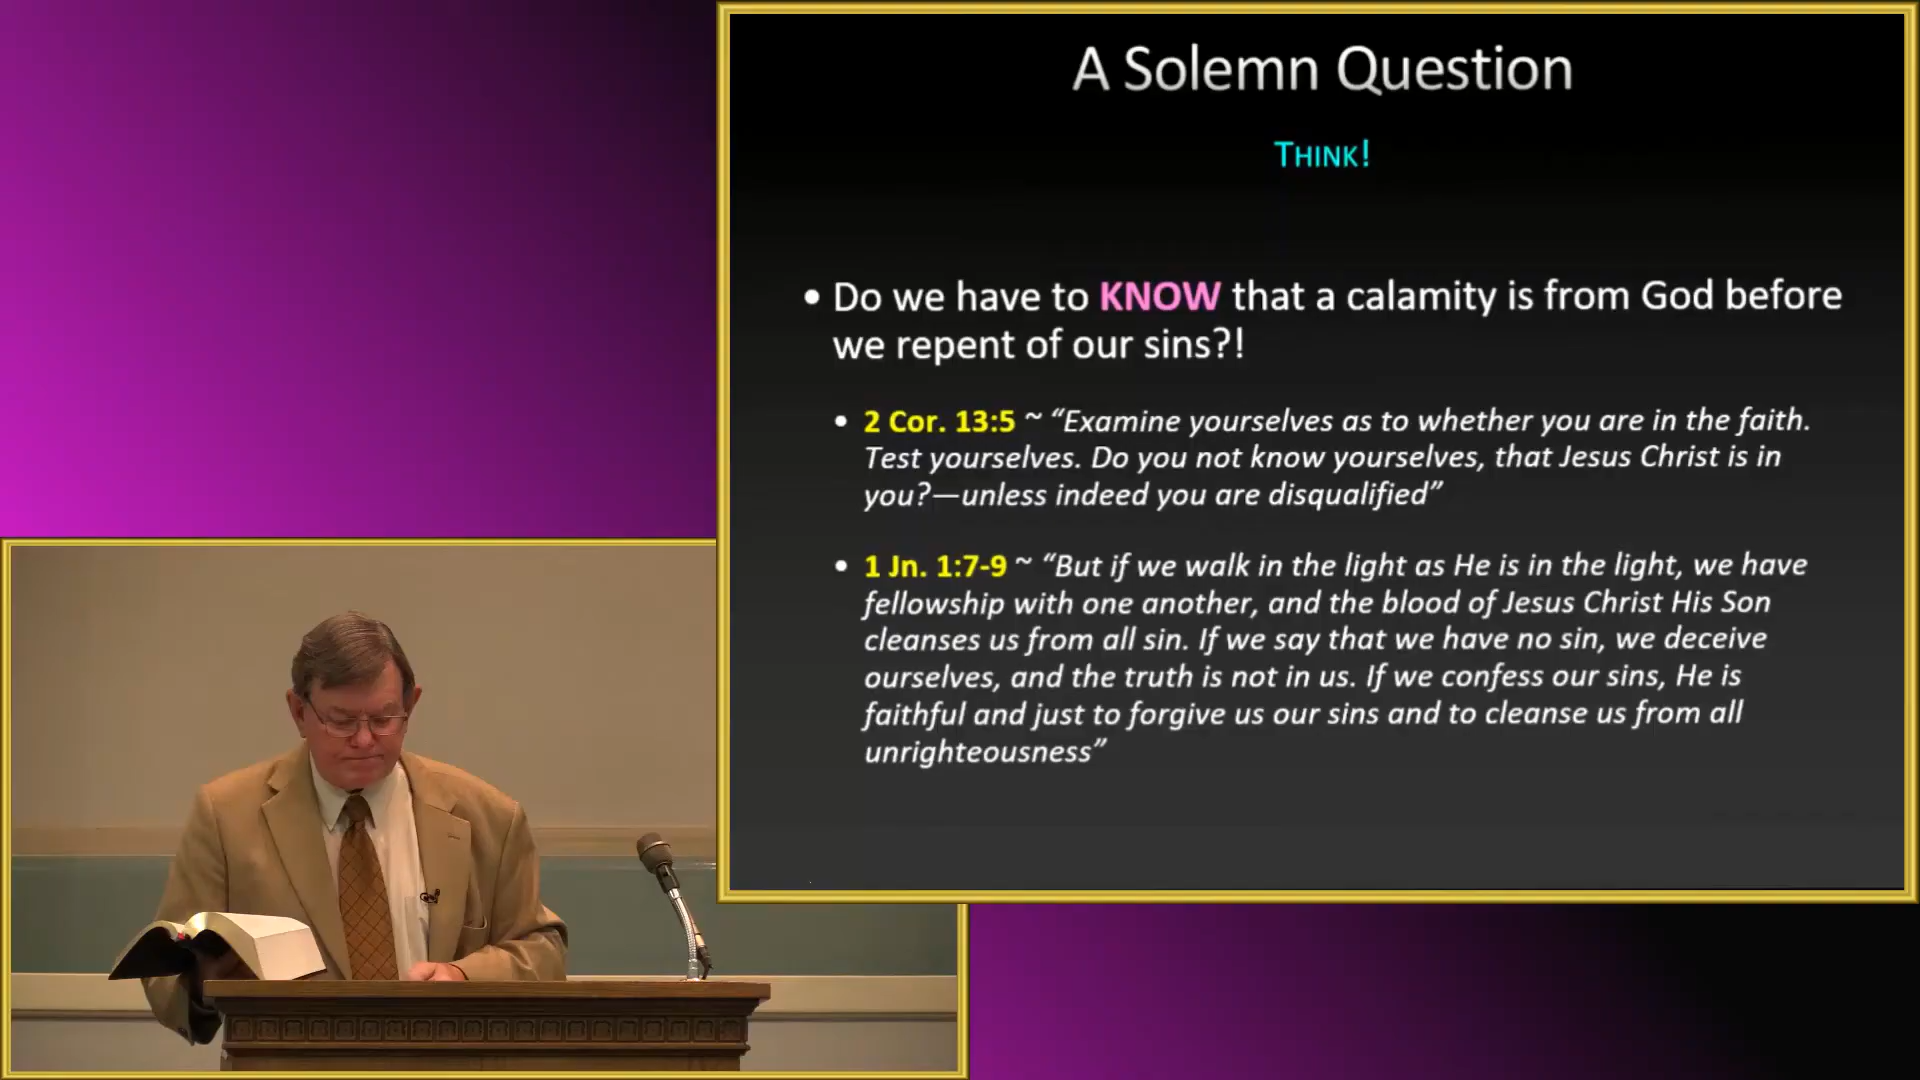 A Solemn Question
THINK!
• Do we have to KNOW that a calamity is from God before
we repent of our sins?!
• 2 Cor. 13:5 ~ “Examine yourselves as to whether you are in the faith.
Test yourselves. Do you not know yourselves, that Jesus Christ is in
you?—unless indeed you are disqualified”
• 1 Jn. 1:7-9 ~ “But if we walk in the light as He is in the light, we have
fellowship with one another, and the blood of Jesus Christ His Son
cleanses us from all sin. If we say that we have no sin, we deceive
ourselves, and the truth is not in us. If we confess our sins, He is
faithful and just to forgive us our sins and to cleanse us from all
unrighteousness”